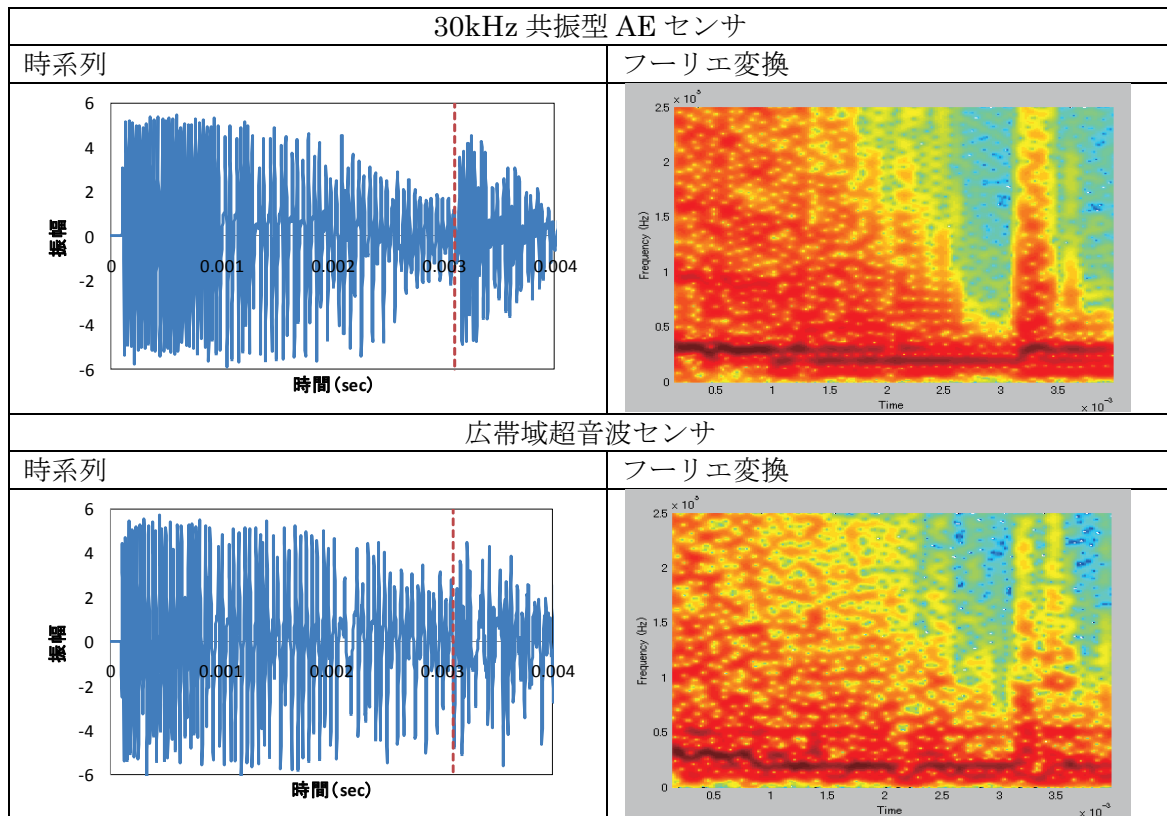 30kHz 共振型 AE センサ
時系列
フーリエ変換
6
4
2
0
-2
-4
-6
振幅
0 0.001 0.002 0.003 0.004
時間(sec)
2.5 × 10⁵
2
1.5
1
0.5
0
Frequency (Hz)
0.5 1 1.5 2 2.5 3 3.5
Time
× 10⁻³
広帯域超音波センサ
時系列
フーリエ変換
6
4
2
0
-2
-4
-6
振幅
0 0.001 0.002 0.003 0.004
時間(sec)
2.5 × 10⁵
2
1.5
1
0.5
0
Frequency (Hz)
0.5 1 1.5 2 2.5 3 3.5
Time
× 10⁻³